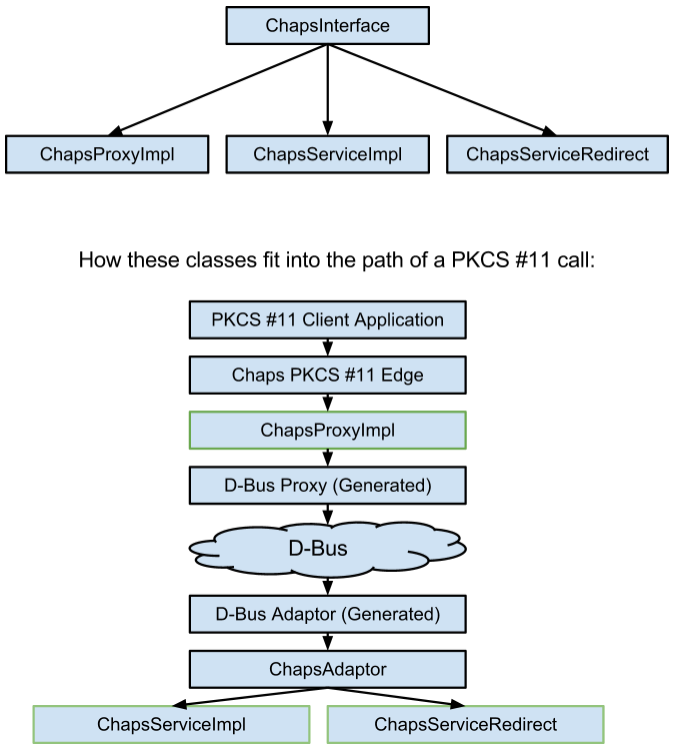 ChapsInterface
ChapsProxyImpl
ChapsServiceImpl
ChapsServiceRedirect
How these classes fit into the path of a PKCS #11 call:
PKCS #11 Client Application
Chaps PKCS #11 Edge
ChapsProxyImpl
D-Bus Proxy (Generated)
D-Bus
D-Bus Adaptor (Generated)
ChapsAdaptor
ChapsServiceImpl
ChapsServiceRedirect